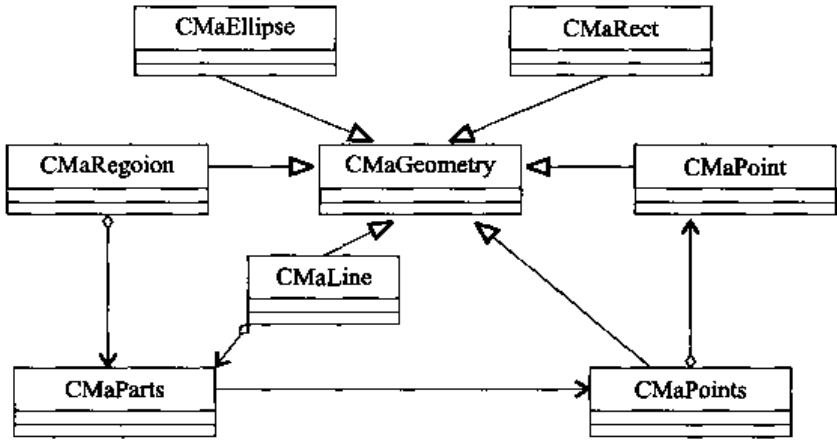 CMaEllipse
CMaRect
CMaRegoion
CMaGeometry
CMaPoint
CMaLine
CMaParts
CMaPoints